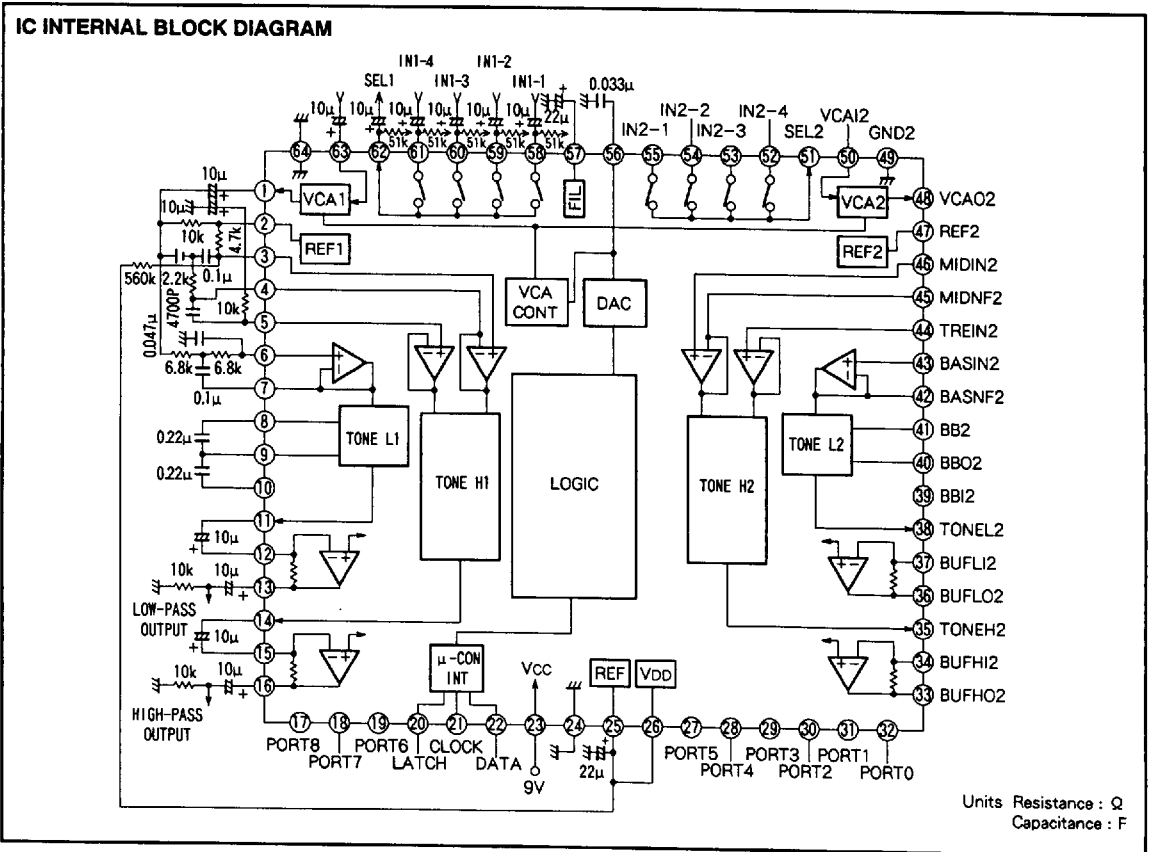 IC INTERNAL BLOCK DIAGRAM
IN1-4 IN1-2
SEL1 IN1-3 IN1-1 0.033μ
10μ 10μ 10μ 10μ 10μ 10μ 22μ
51k 51k 51k 51k
IN2-2 IN2-4 VCAI2
IN2-1 IN2-3 SEL2 GND2
64 63 62 61 60 59 58 57 56 55 54 53 52 51 50 49
1 10μ VCA1 FIL VCA2 48 VCAO2
10μ 2 10k 4.7k REF1 REF2 47 REF2
560k 2.2k 0.1μ 3 46 MIDIN2
4700P 10k 4 VCA CONT DAC 45 MIDNF2
0.047μ 5 44 TREIN2
6.8k 6.8k 6 43 BASIN2
0.1μ 7 42 BASNF2
0.22μ 8 TONE L1 TONE L2 41 BB2
9 40 BBO2
0.22μ 10 TONE H1 LOGIC TONE H2 39 BBI2
11 38 TONEL2
10μ 12 37 BUFLI2
10k 10μ 13 36 BUFLO2
LOW-PASS
OUTPUT
14 35 TONEH2
10μ 15 34 BUFHI2
10k 10μ 16 33 BUFHO2
HIGH-PASS
OUTPUT
μ-CON
INT
VCC REF VDD
17 18 19 20 21 22 23 24 25 26 27 28 29 30 31 32
PORT8 PORT6 CLOCK PORT5 PORT3 PORT1
PORT7 LATCH DATA 22μ PORT4 PORT2 PORT0
9V
Units Resistance : Ω
Capacitance : F